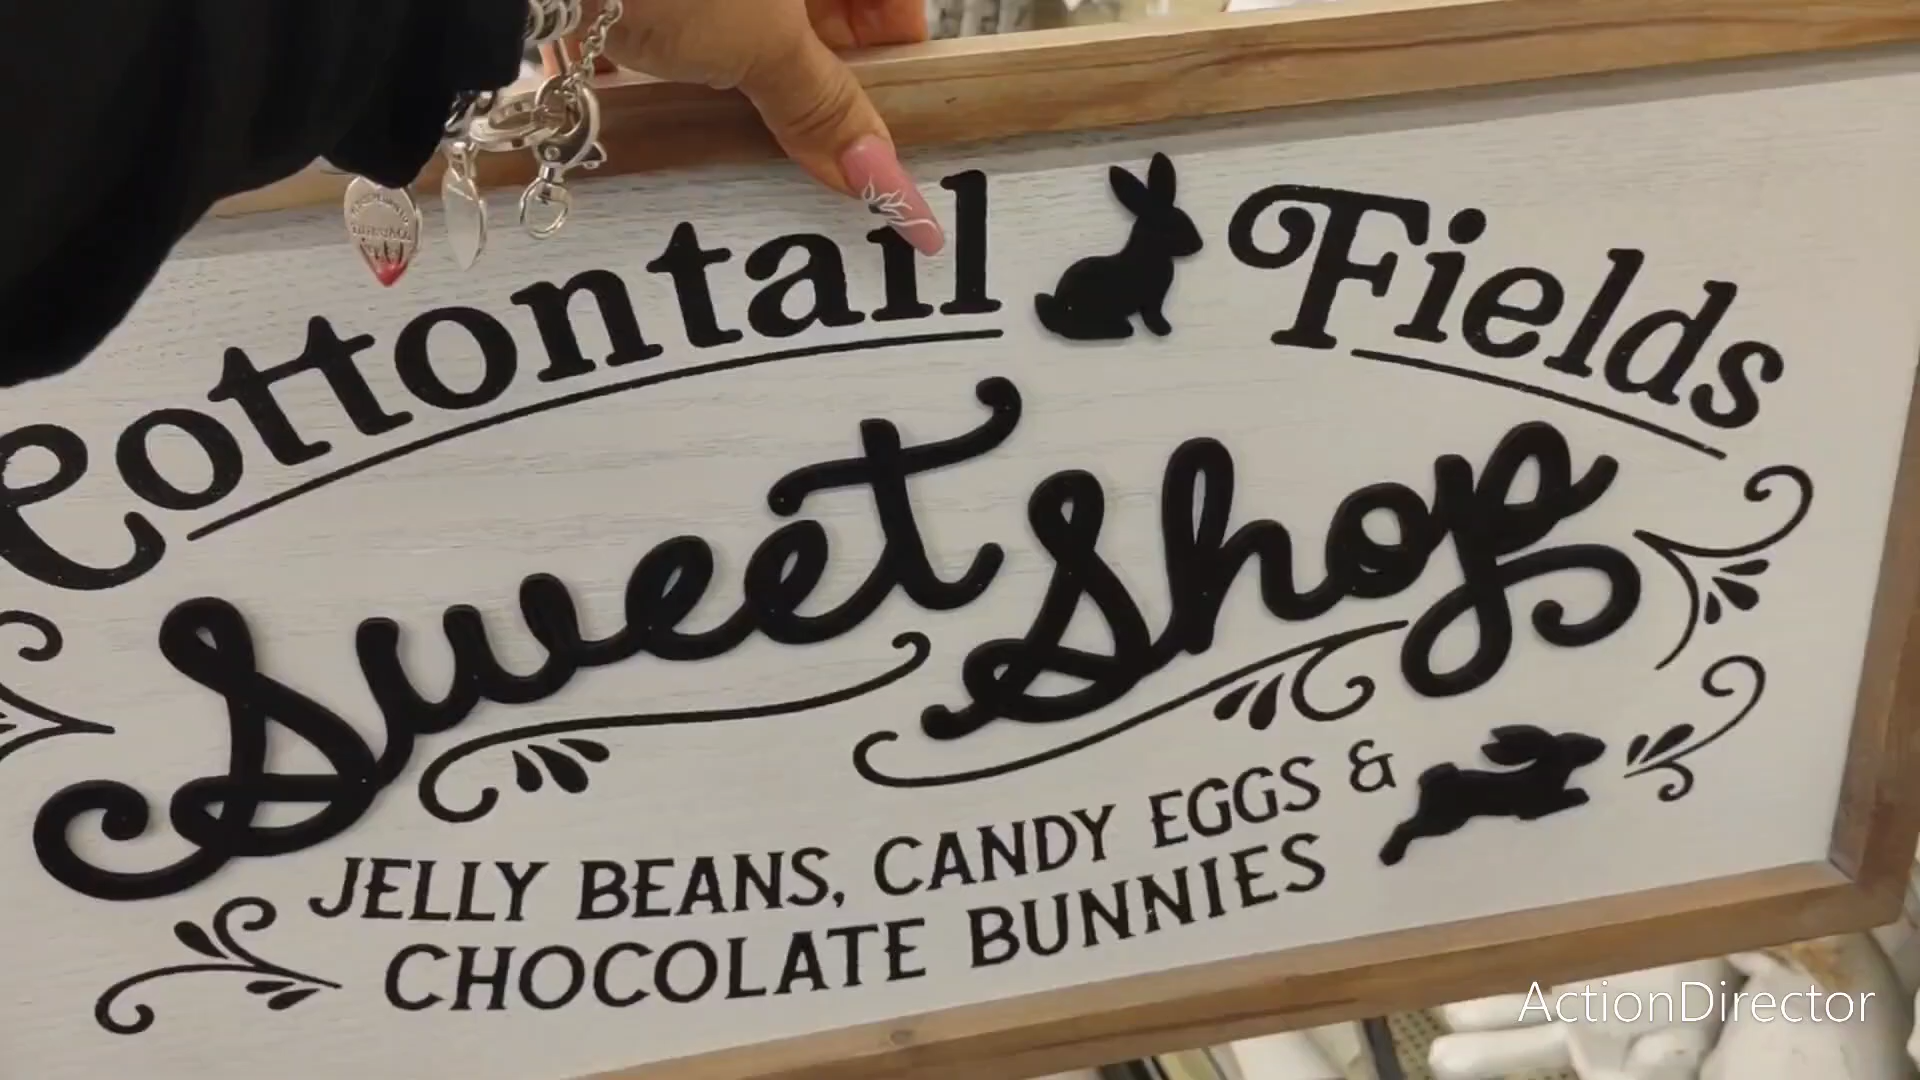 Cottontail Fields
Sweet Shop
JELLY BEANS, CANDY EGGS &
CHOCOLATE BUNNIES
ActionDirector